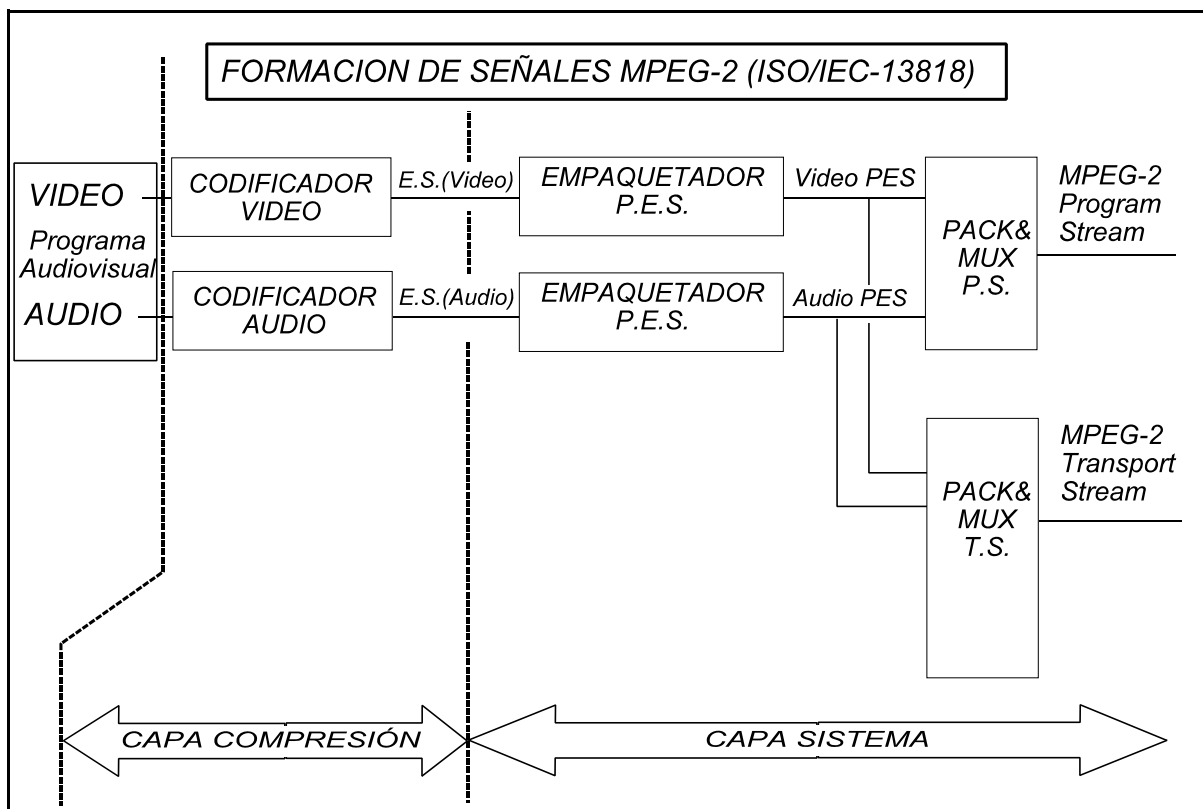 FORMACION DE SEÑALES MPEG-2 (ISO/IEC-13818)
VIDEO
Programa
Audiovisual
AUDIO
CODIFICADOR
VIDEO
E.S.(Video)
EMPAQUETADOR
P.E.S.
Video PES
PACK&
MUX
P.S.
MPEG-2
Program
Stream
CODIFICADOR
AUDIO
E.S.(Audio)
EMPAQUETADOR
P.E.S.
Audio PES
PACK&
MUX
T.S.
MPEG-2
Transport
Stream
CAPA COMPRESIÓN
CAPA SISTEMA